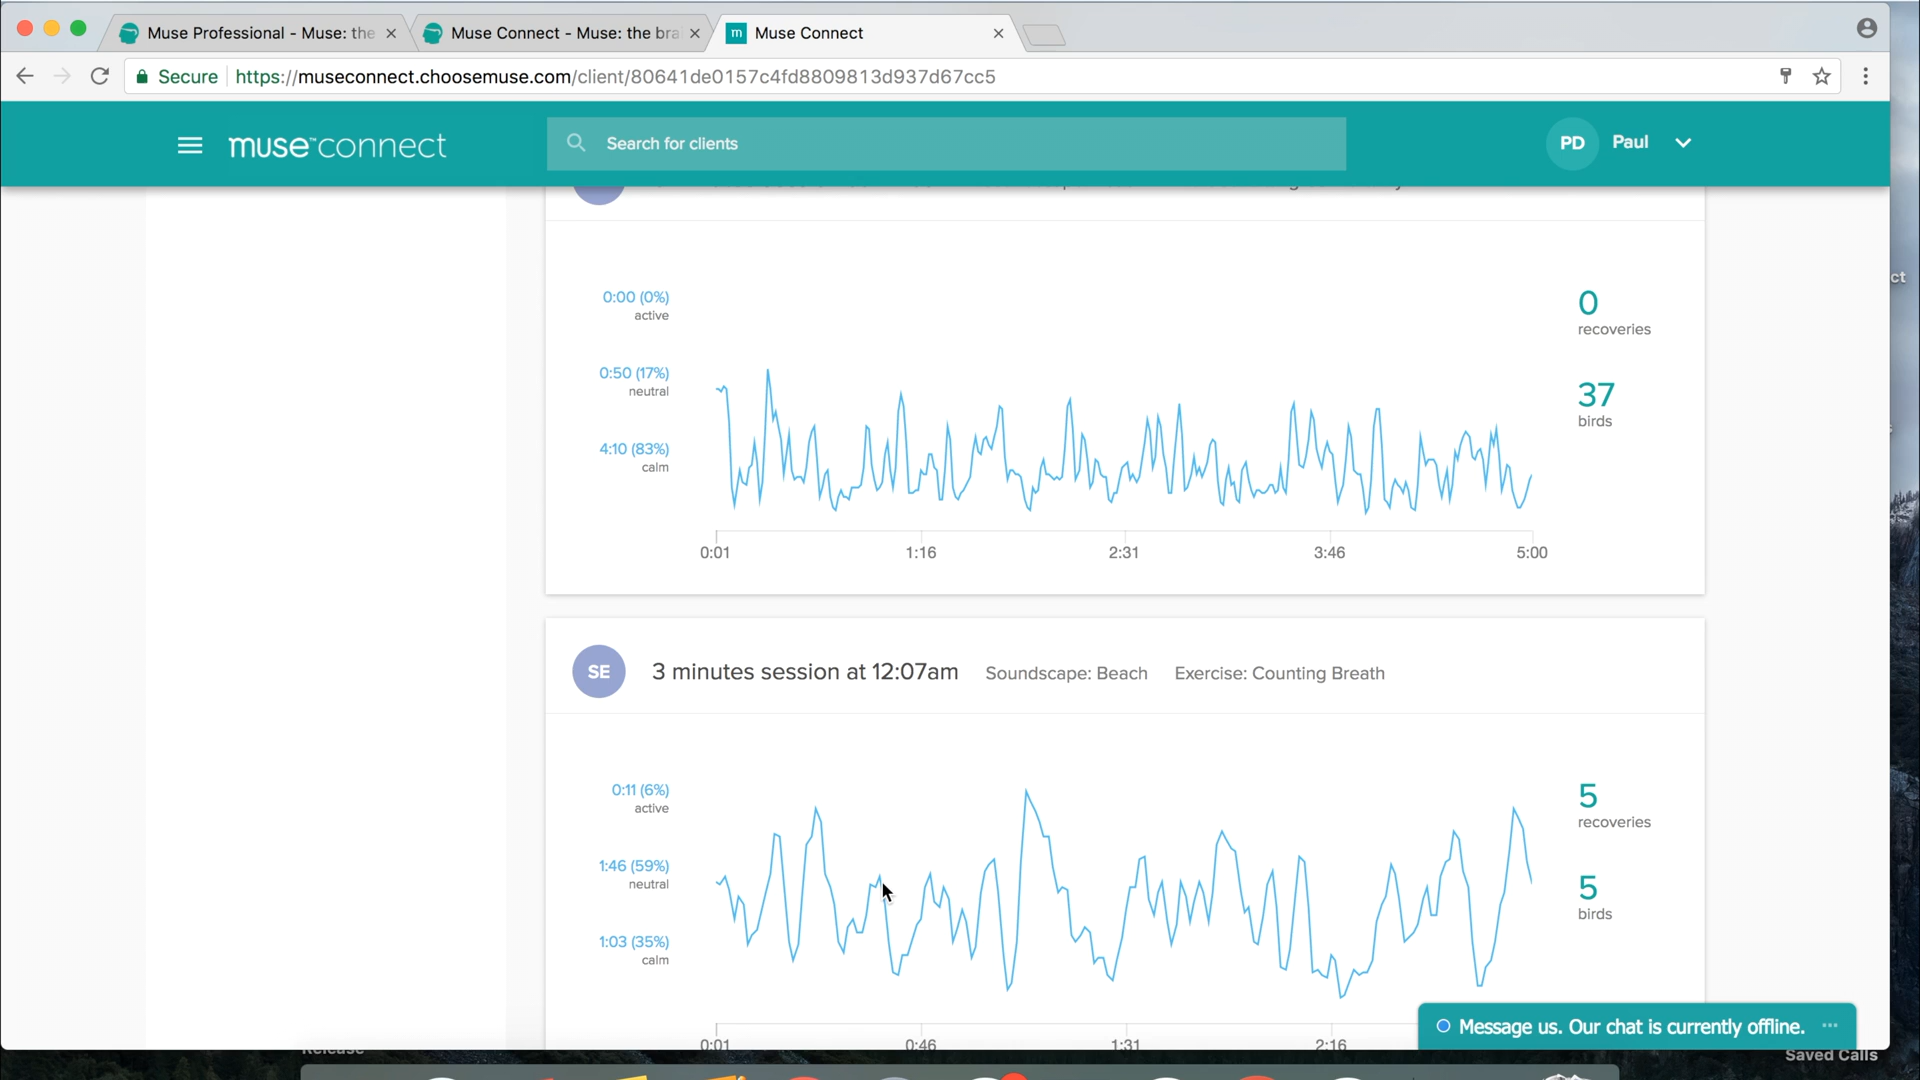 Muse Professional - Muse: the
Muse Connect - Muse: the bra
m Muse Connect
Secure https://museconnect.choosemuse.com/client/80641de0157c4fd8809813d937d67cc5
muse™connect
Search for clients
PD Paul
ct
0:00 (0%)
active
0
recoveries
0:50 (17%)
neutral
37
birds
4:10 (83%)
calm
0:01 1:16 2:31 3:46 5:00
SE 3 minutes session at 12:07am Soundscape: Beach Exercise: Counting Breath
0:11 (6%)
active
5
recoveries
1:46 (59%)
neutral
5
birds
1:03 (35%)
calm
Message us. Our chat is currently offline.
0:01 0:46 1:31 2:16
Release
Saved Calls